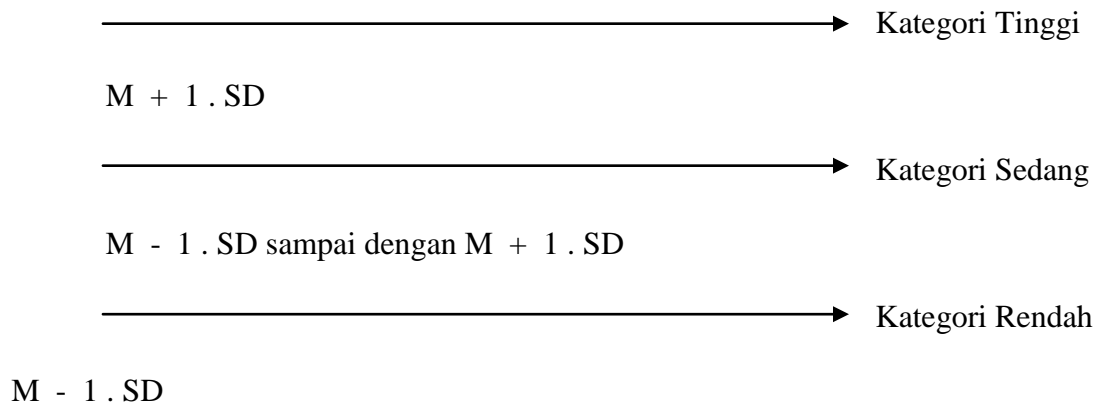 Kategori Tinggi
M + 1 . SD
Kategori Sedang
M - 1 . SD sampai dengan M + 1 . SD
Kategori Rendah
M - 1 . SD